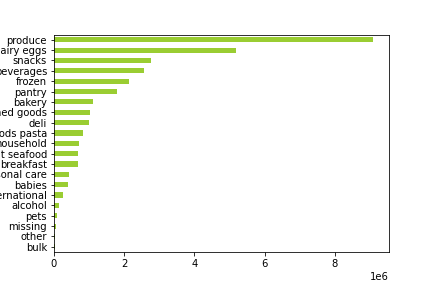 produce
airy eggs
snacks
beverages
frozen
pantry
bakery
ned goods
deli
ods pasta
household
t seafood
breakfast
onal care
babies
ernational
alcohol
pets
missing
other
bulk
0 2 4 6 8
1e6